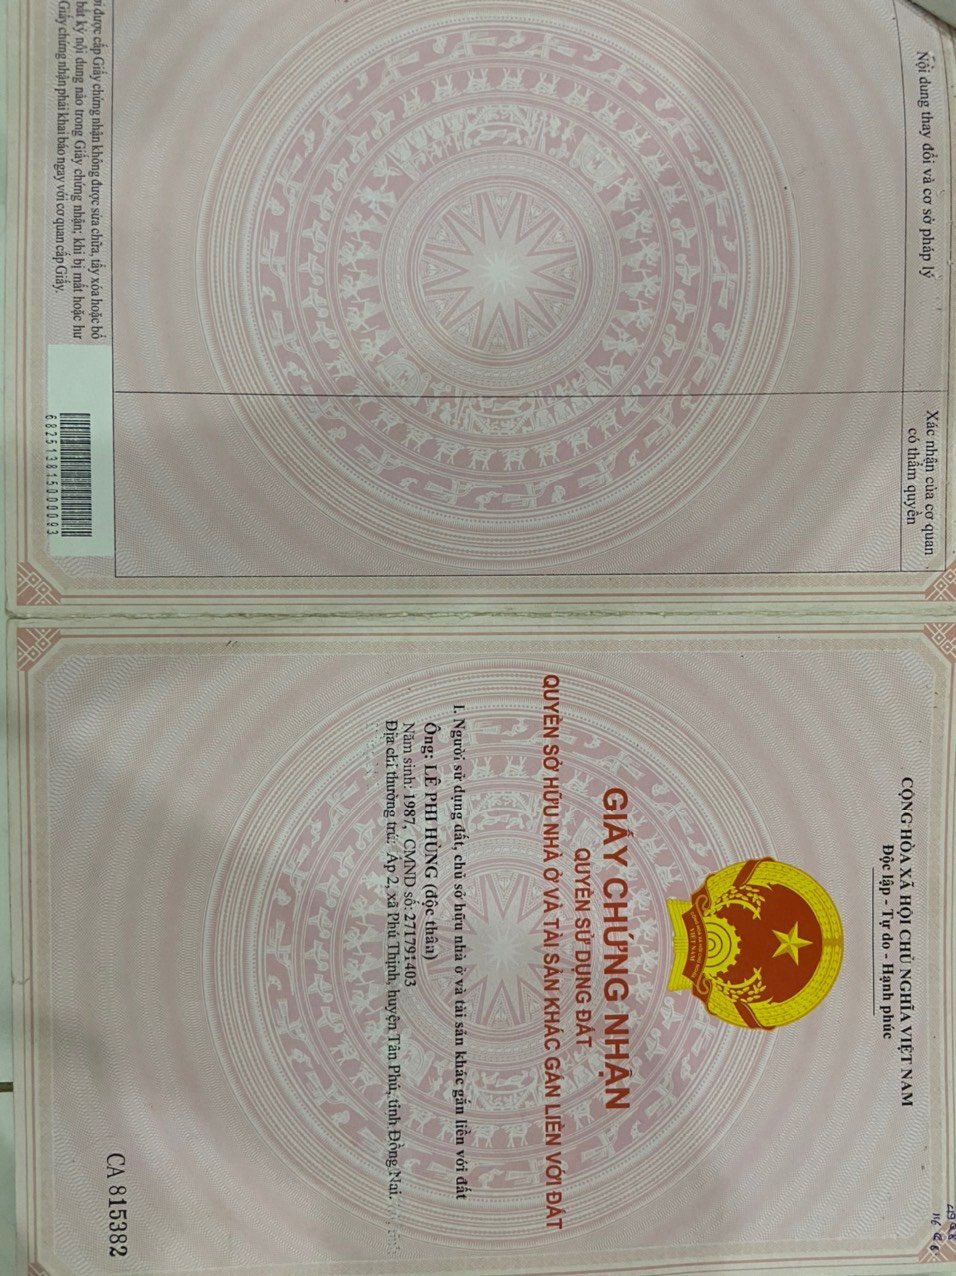 Nội dung thay đổi và cơ sở pháp lý
Xác nhận của cơ quan
có thẩm quyền
được cấp Giấy chứng nhận không được sửa chữa, tẩy xóa hoặc bổ
bất kỳ nội dung nào trong Giấy chứng nhận; khi bị mất hoặc hư
Giấy chứng nhận phải khai báo ngay với cơ quan cấp Giấy.
682513815000093
CỘNG HÒA XÃ HỘI CHỦ NGHĨA VIỆT NAM
Độc lập - Tự do - Hạnh phúc
VIỆT NAM
GIẤY CHỨNG NHẬN
QUYỀN SỬ DỤNG ĐẤT
QUYỀN SỞ HỮU NHÀ Ở VÀ TÀI SẢN KHÁC GẮN LIỀN VỚI ĐẤT
I. Người sử dụng đất, chủ sở hữu nhà ở và tài sản khác gắn liền với đất
Ông: LÊ PHI HÙNG (độc thân)
Năm sinh: 1987, CMND số: 271791403
Địa chỉ thường trú: Ấp 2, xã Phú Thịnh, huyện Tân Phú, tỉnh Đồng Nai.
CA 815382